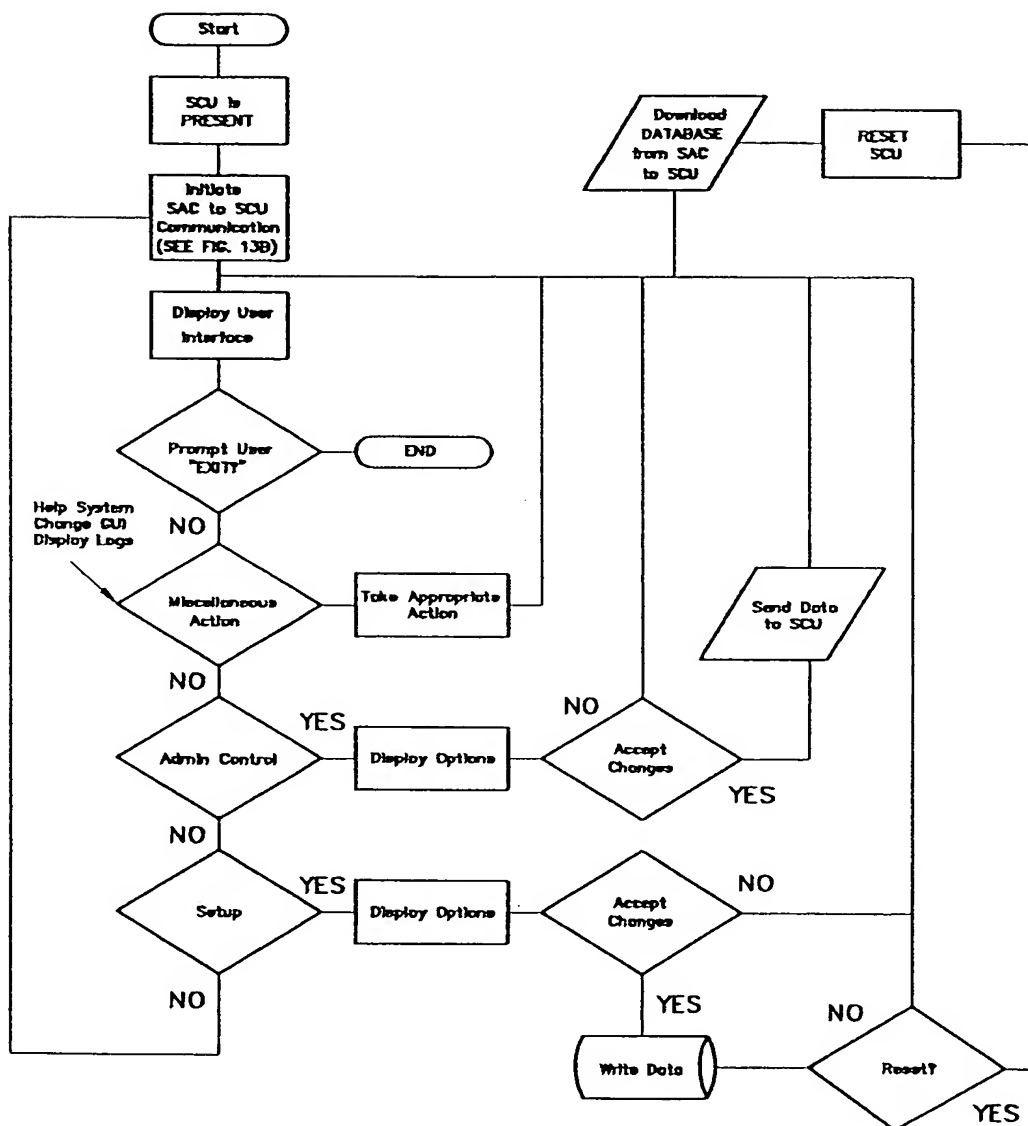 Start
SCU is
PRESENT
Initiate
SAC to SCU
Communication
(SEE FIG. 13B)
Download
DATABASE
from SAC
to SCU
RESET
SCU
Display User
Interface
Prompt User
"EXIT?"
END
Help System
Change GUI
Display Logs
NO
Miscellaneous
Action
Take Appropriate
Action
Send Data
to SCU
NO
Admin Control
YES
Display Options
NO
Accept
Changes
YES
NO
Setup
YES
Display Options
Accept
Changes
NO
NO
YES
Write Data
NO
Reset?
YES